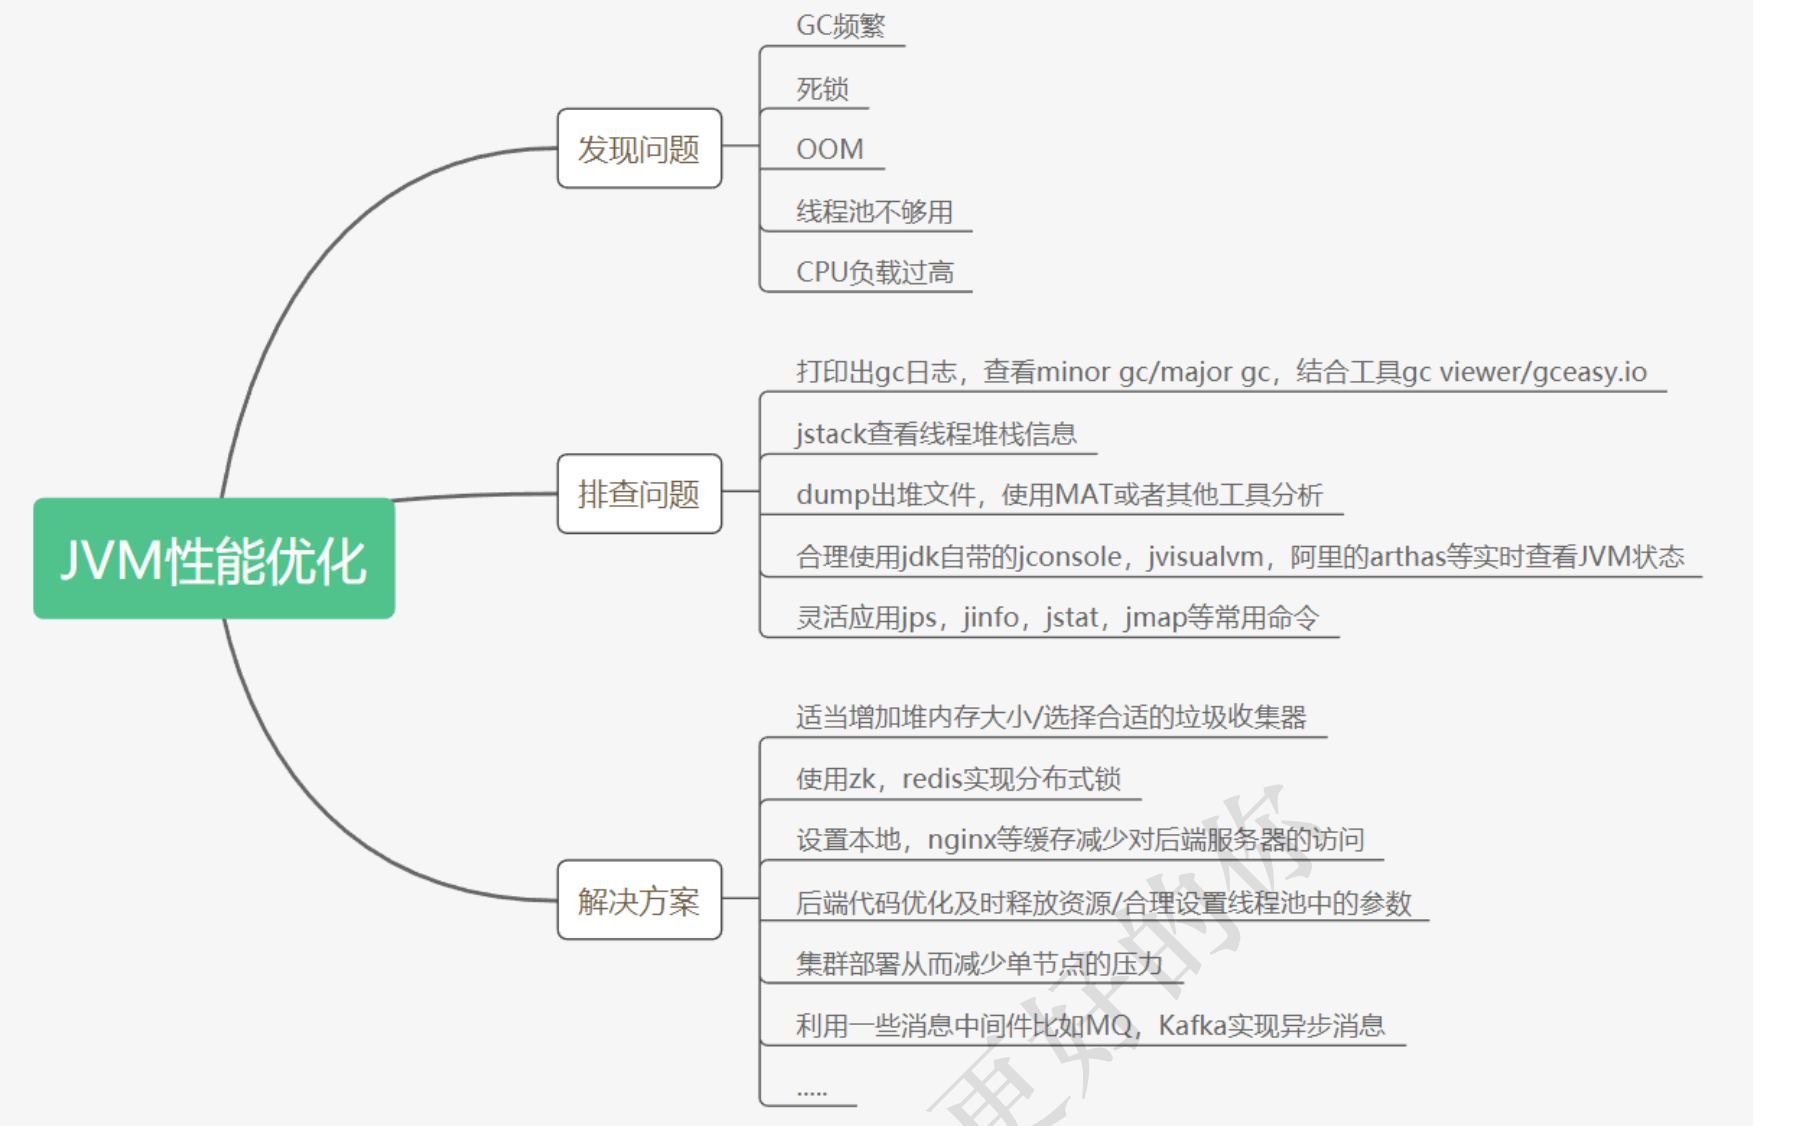 GC频繁
死锁
OOM
线程池不够用
CPU负载过高
发现问题
打印出gc日志，查看minor gc/major gc，结合工具gc viewer/gceasy.io
jstack查看线程堆栈信息
dump出堆文件，使用MAT或者其他工具分析
合理使用jdk自带的jconsole，jvisualvm，阿里的arthas等实时查看JVM状态
灵活应用jps，jinfo，jstat，jmap等常用命令
排查问题
JVM性能优化
适当增加堆内存大小/选择合适的垃圾收集器
使用zk，redis实现分布式锁
设置本地，nginx等缓存减少对后端服务器的访问
后端代码优化及时释放资源/合理设置线程池中的参数
集群部署从而减少单节点的压力
利用一些消息中间件比如MQ，Kafka实现异步消息
.....
解决方案
更好的你